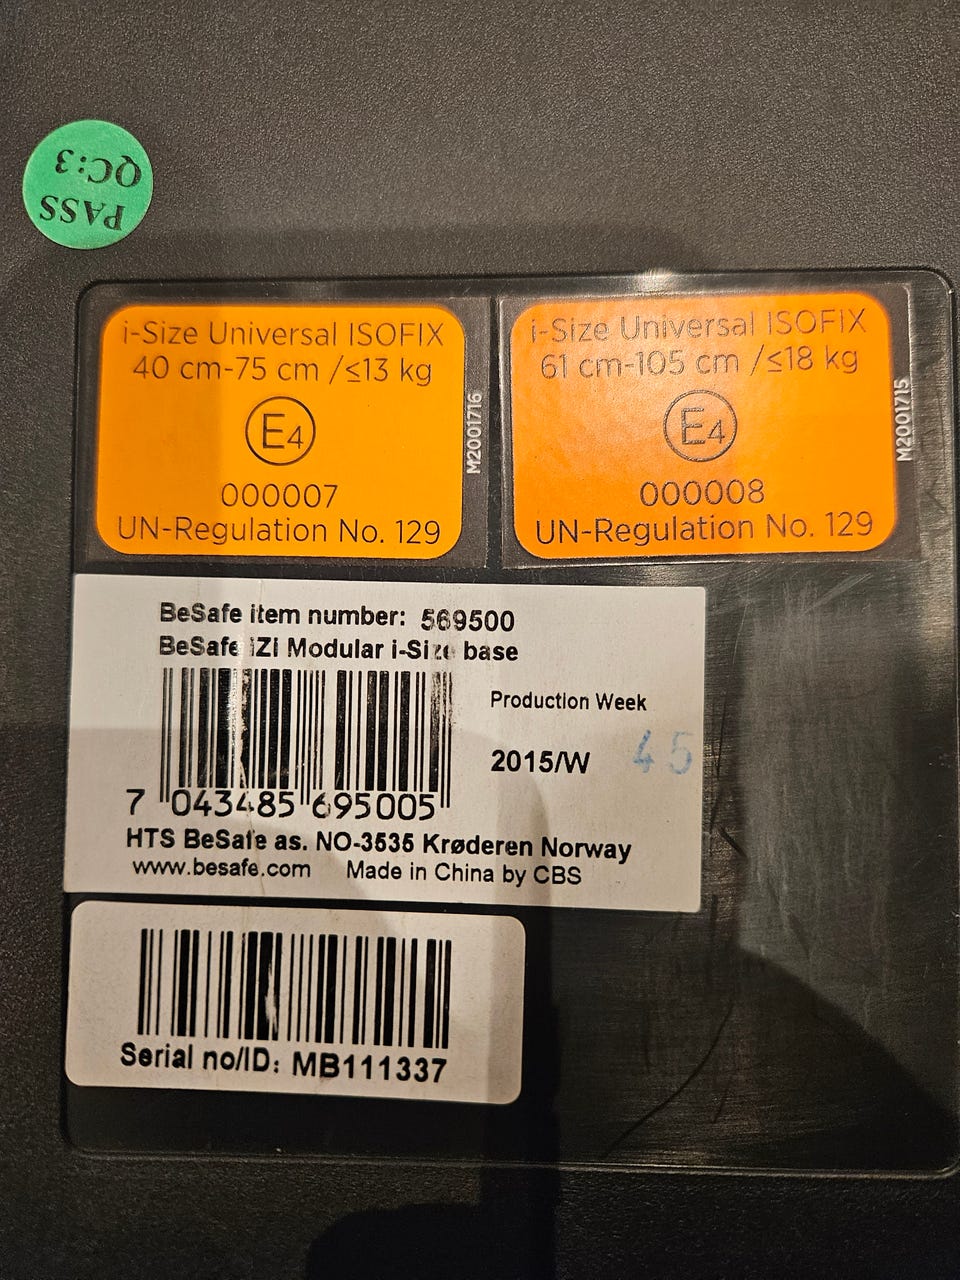 PASS
QC:3
i-Size Universal ISOFIX
40 cm-75 cm /≤13 kg
E4
000007
UN-Regulation No. 129
M2001716
i-Size Universal ISOFIX
61 cm-105 cm /≤18 kg
E4
000008
UN-Regulation No. 129
M2001715
BeSafe item number: 569500
BeSafe iZi Modular i-Size base
Production Week
2015/W 45
7 043485 695005
HTS BeSafe as. NO-3535 Krøderen Norway
www.besafe.com Made in China by CBS
Serial no/ID: MB111337